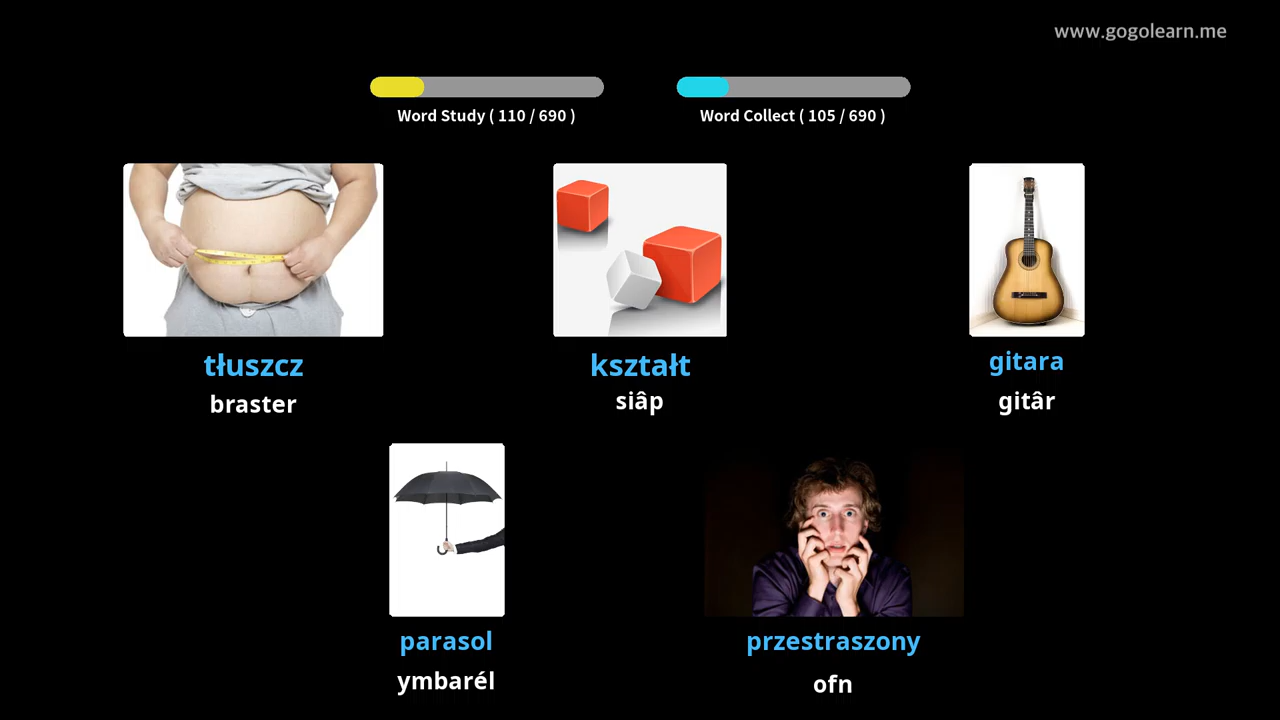 www.gogolearn.me
Word Study ( 110 / 690 )
Word Collect ( 105 / 690 )
tłuszcz
braster
kształt
siâp
gitara
gitâr
parasol
ymbarél
przestraszony
ofn